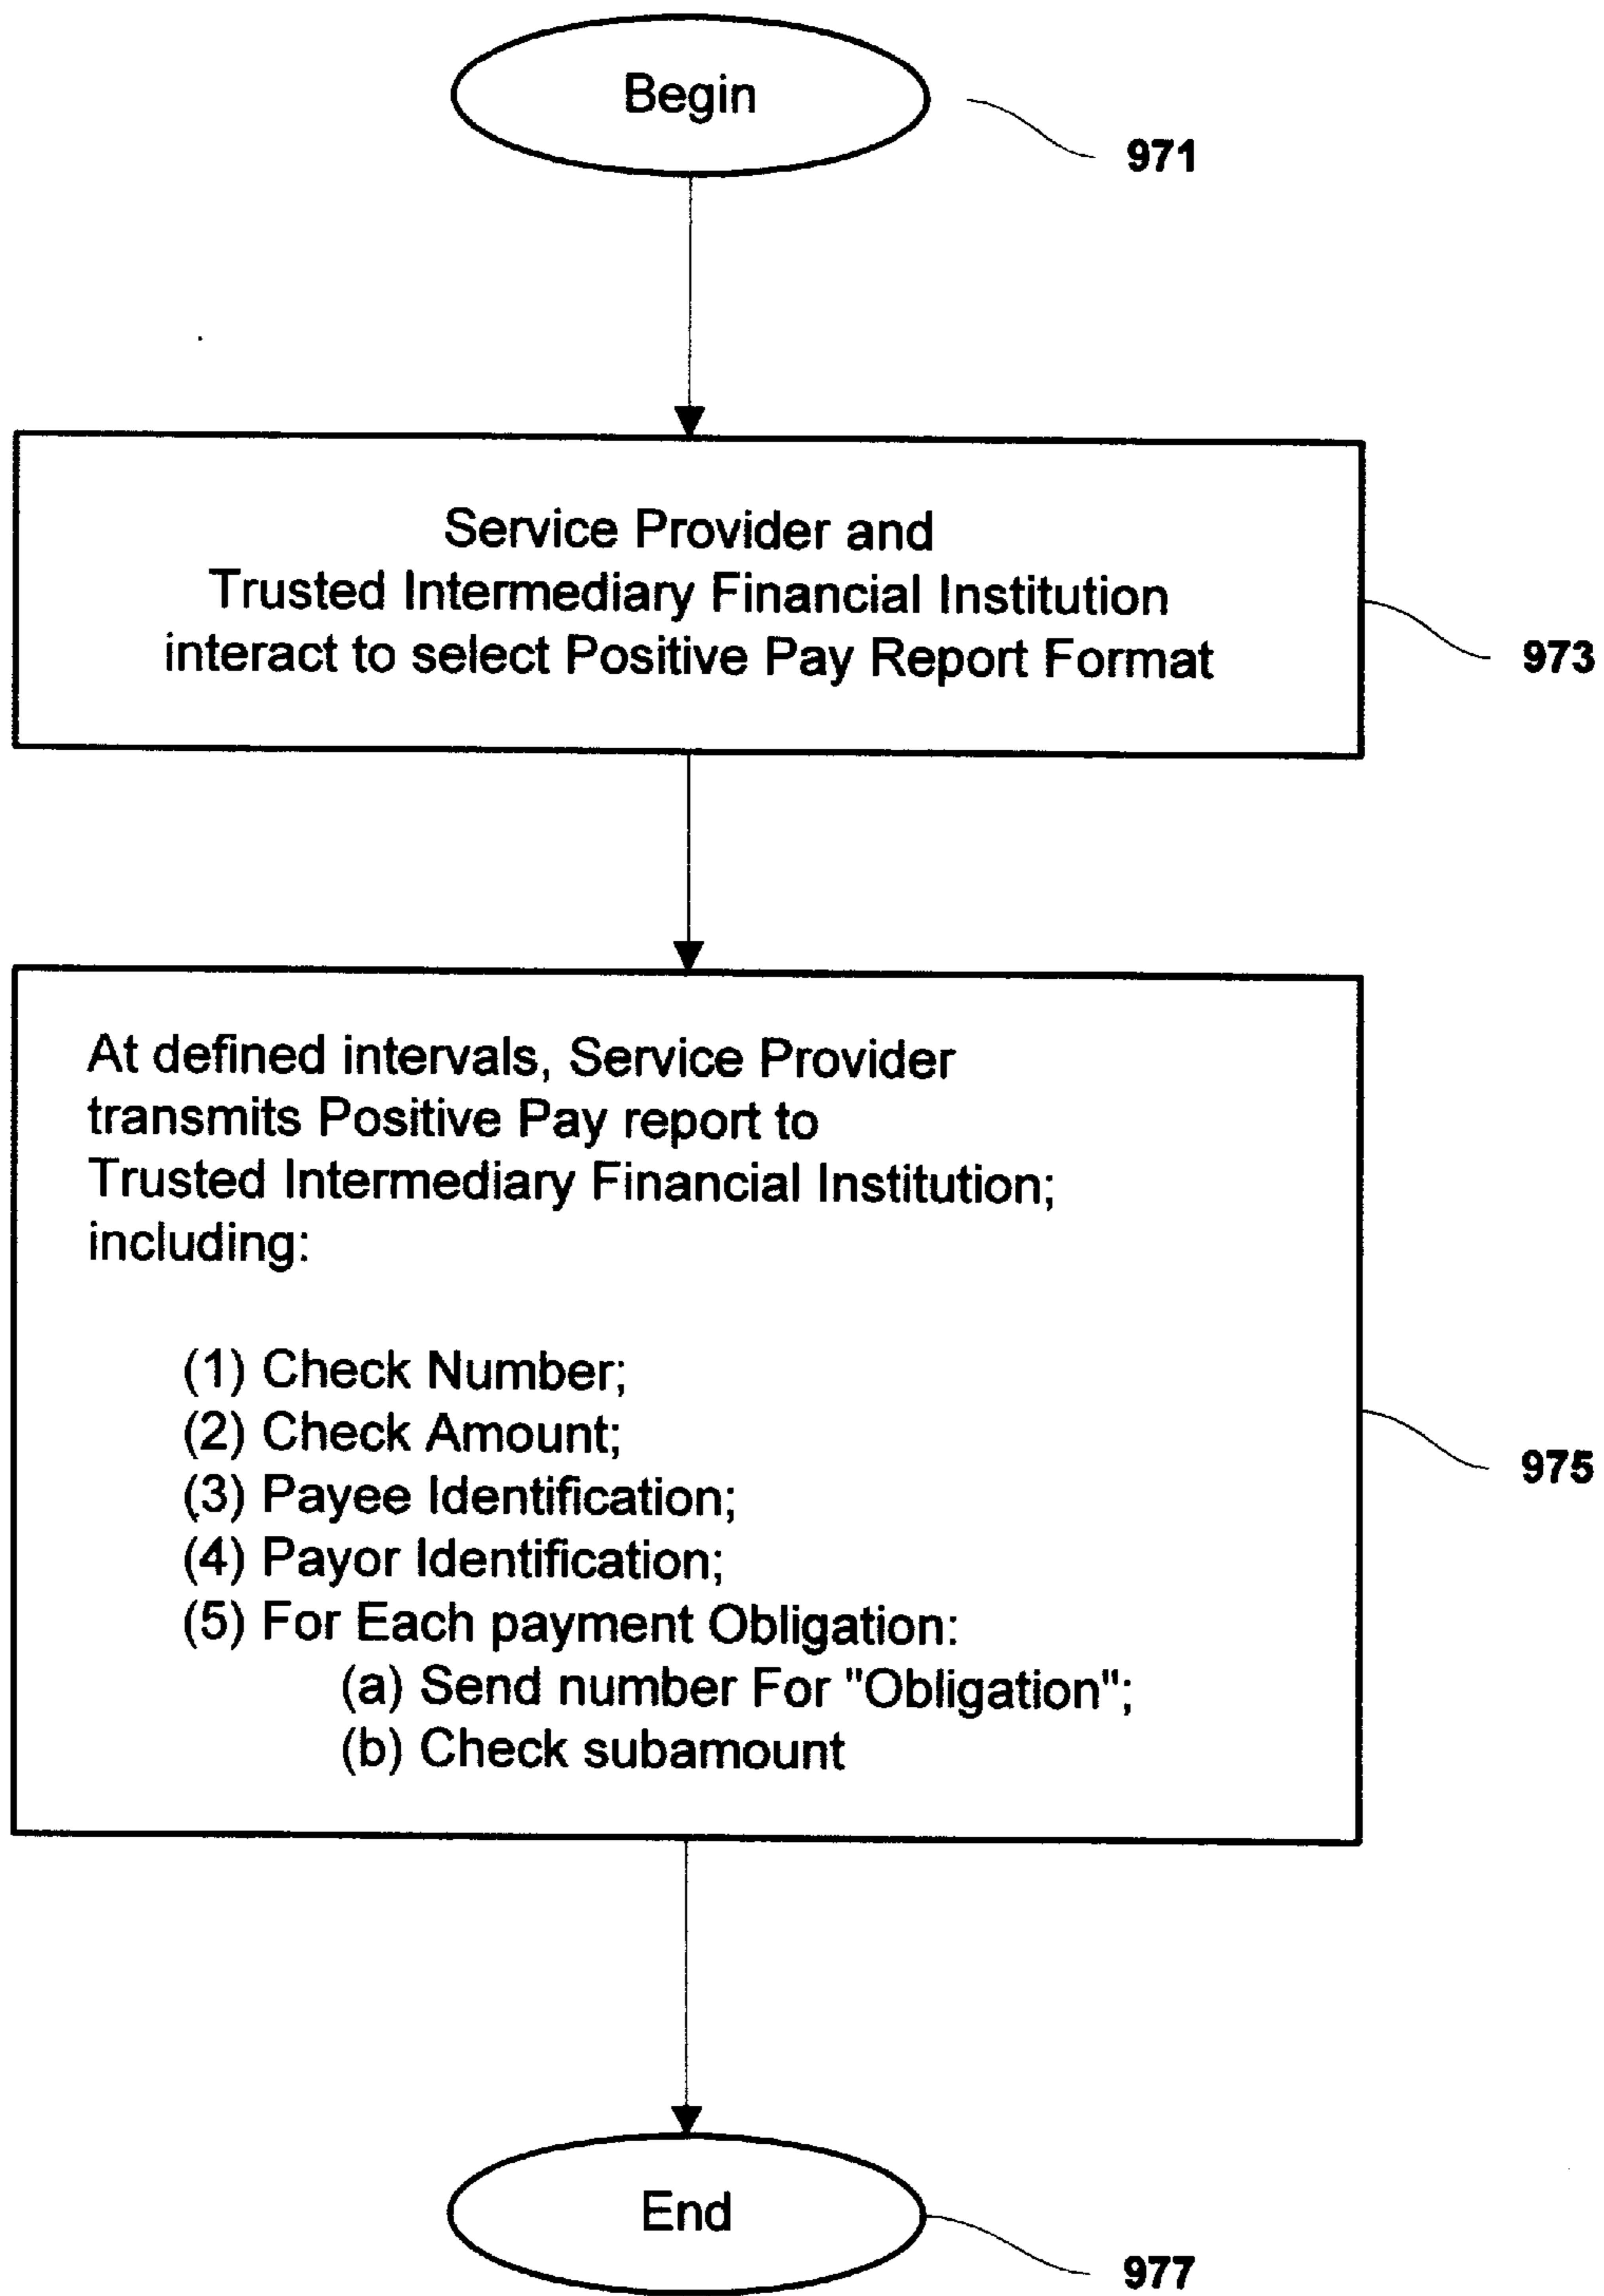 Begin
971
Service Provider and
Trusted Intermediary Financial Institution
interact to select Positive Pay Report Format
973
At defined intervals, Service Provider
transmits Positive Pay report to
Trusted Intermediary Financial Institution;
including:
(1) Check Number;
(2) Check Amount;
(3) Payee Identification;
(4) Payor Identification;
(5) For Each payment Obligation:
(a) Send number For "Obligation";
(b) Check subamount
975
End
977